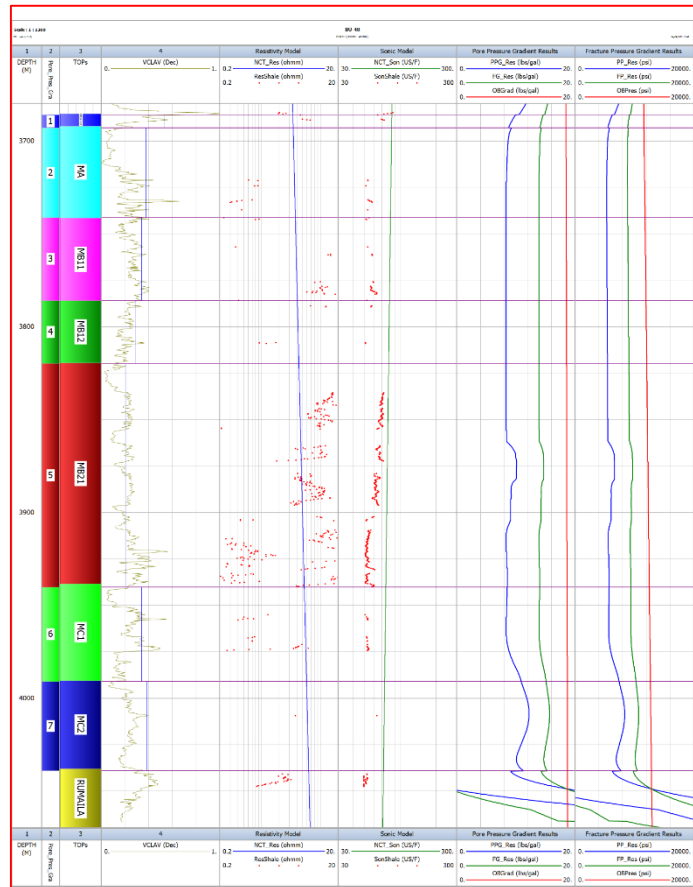 Scale : 1 : 1200
BU 48
1 2 3 4 Resistivity Model Sonic Model Pore Pressure Gradient Results Fracture Pressure Gradient Results
DEPTH (M) Pore_Pres_Gra TOPs VCLAV (Dec) NCT_Res (ohmm) NCT_Son (US/F) PPG_Res (lbs/gal) PP_Res (psi)
0. 1. 0.2 20. 30. 300. 0. 20. 0. 20000.
ResShale (ohmm) SonShale (US/F) FG_Res (lbs/gal) FP_Res (psi)
0.2 20 30 300 0. 20. 0. 20000.
OBGrad (lbs/gal) OBPres (psi)
0. 20. 0. 20000.
1
3700
2 MA
3 MB11
3800
4 MB12
5 MB21
3900
6 MC1
4000
7 MC2
RUMAILA
1 2 3 4 Resistivity Model Sonic Model Pore Pressure Gradient Results Fracture Pressure Gradient Results
DEPTH (M) Pore_Pres_Gra TOPs VCLAV (Dec) NCT_Res (ohmm) NCT_Son (US/F) PPG_Res (lbs/gal) PP_Res (psi)
0. 1. 0.2 20. 30. 300. 0. 20. 0. 20000.
ResShale (ohmm) SonShale (US/F) FG_Res (lbs/gal) FP_Res (psi)
0.2 20 30 300 0. 20. 0. 20000.
OBGrad (lbs/gal) OBPres (psi)
0. 20. 0. 20000.